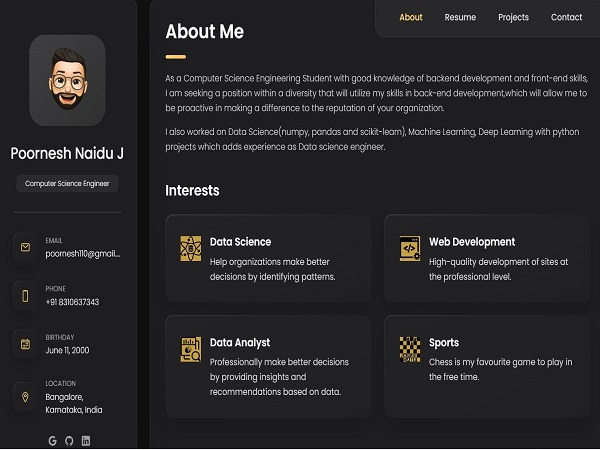 Poornesh Naidu J
Computer Science Engineer
EMAIL
poornesh110@gmail...
PHONE
+91 8310637343
BIRTHDAY
June 11, 2000
LOCATION
Bangalore,
Karnataka, India
About
Resume
Projects
Contact
About Me
As a Computer Science Engineering Student with good knowledge of backend development and front-end skills,
I am seeking a position within a diversity that will utilize my skills in back-end development,which will allow me to
be proactive in making a difference to the reputation of your organization.
I also worked on Data Science(numpy, pandas and scikit-learn), Machine Learning, Deep Learning with python
projects which adds experience as Data science engineer.
Interests
Data Science
Help organizations make better
decisions by identifying patterns.
Web Development
High-quality development of sites at
the professional level.
Data Analyst
Professionally make better decisions
by providing insights and
recommendations based on data.
Sports
Chess is my favourite game to play in
the free time.